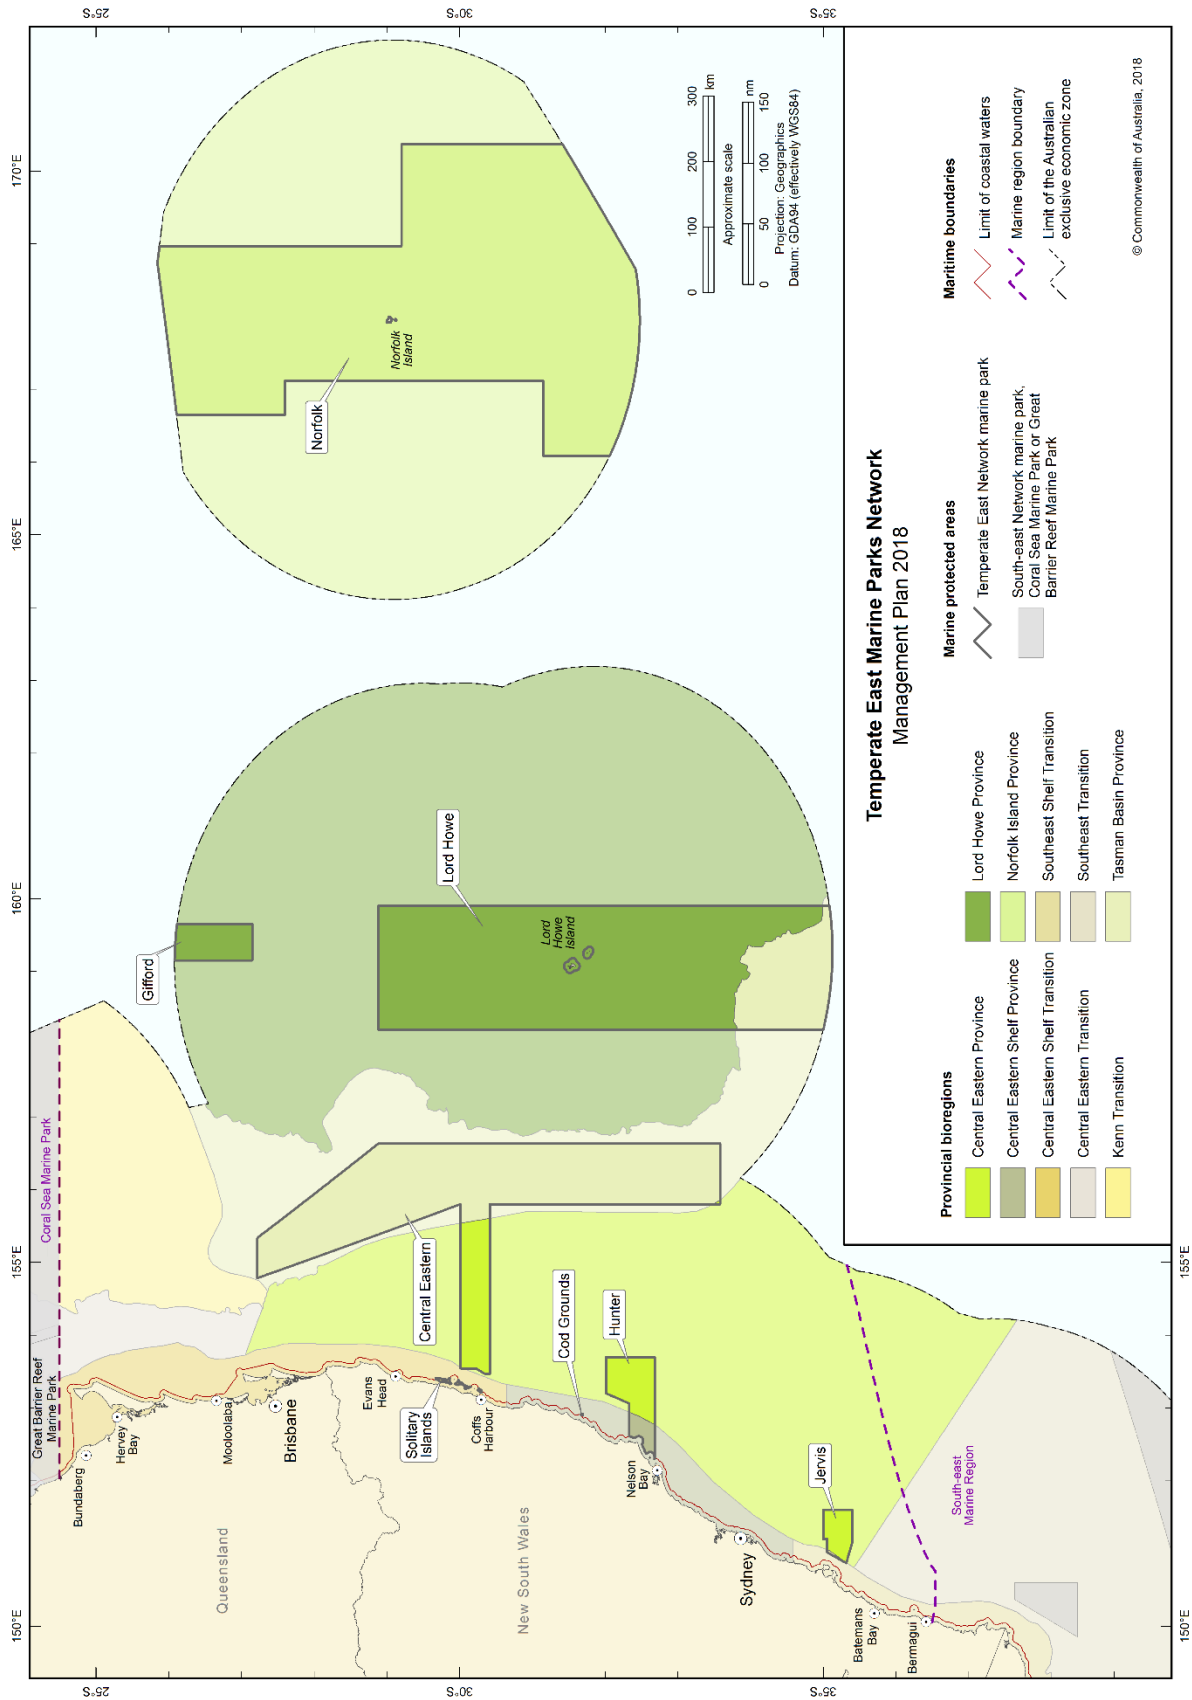 150°E
155°E
160°E
165°E
170°E
25°S
30°S
35°S
25°S
30°S
35°S
150°E
155°E
Great Barrier Reef
Marine Park
Coral Sea Marine Park
Bundaberg
Hervey
Bay
Mooloolaba
Brisbane
Queensland
Evans
Head
Solitary
Islands
Coffs
Harbour
New South Wales
Central Eastern
Cod Grounds
Hunter
Nelson
Bay
Sydney
Jervis
Batemans
Bay
Bermagui
South-east
Marine Region
Gifford
Lord Howe
Lord
Howe
Island
Norfolk
Norfolk
Island
0 100 200 300
km
Approximate scale
nm
0 50 100 150
Projection: Geographics
Datum: GDA94 (effectively WGS84)
Temperate East Marine Parks Network
Management Plan 2018
Provincial bioregions
Central Eastern Province
Central Eastern Shelf Province
Central Eastern Shelf Transition
Central Eastern Transition
Kenn Transition
Lord Howe Province
Norfolk Island Province
Southeast Shelf Transition
Southeast Transition
Tasman Basin Province
Marine protected areas
Temperate East Network marine park
South-east Network marine park,
Coral Sea Marine Park or Great
Barrier Reef Marine Park
Maritime boundaries
Limit of coastal waters
Marine region boundary
Limit of the Australian
exclusive economic zone
© Commonwealth of Australia, 2018